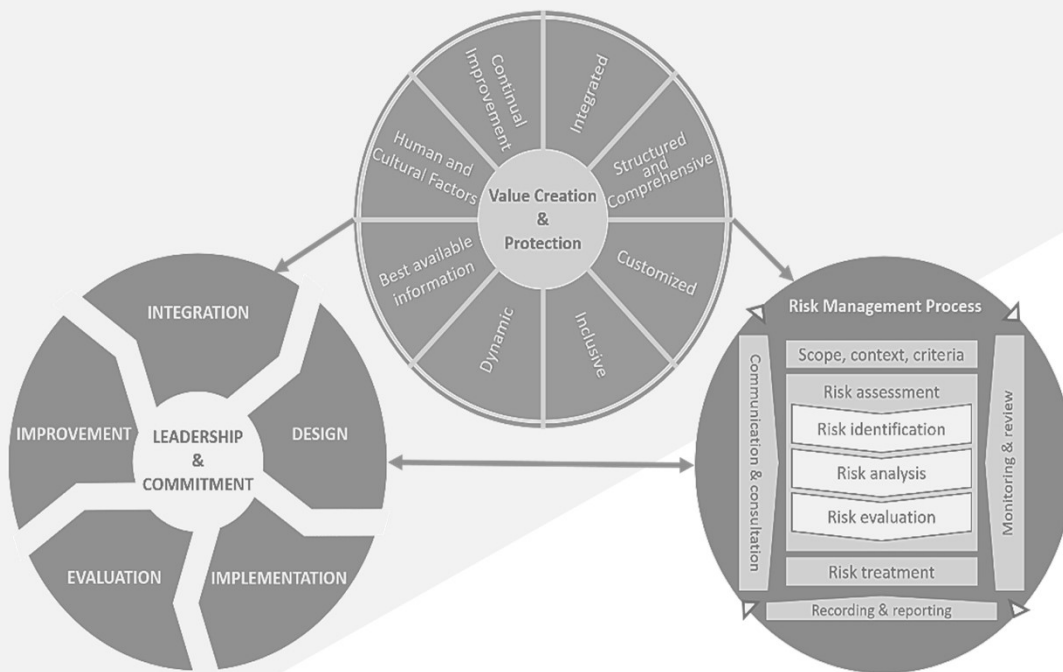 Continual
Improvement
Integrated
Human and
Cultural Factors
Structured
and
Comprehensive
Value Creation
&
Protection
Best available
information
Customized
Dynamic
Inclusive
INTEGRATION
IMPROVEMENT
LEADERSHIP
&
COMMITMENT
DESIGN
EVALUATION
IMPLEMENTATION
Risk Management Process
Scope, context, criteria
Communication & consultation
Risk assessment
Risk identification
Risk analysis
Risk evaluation
Monitoring & review
Risk treatment
Recording & reporting